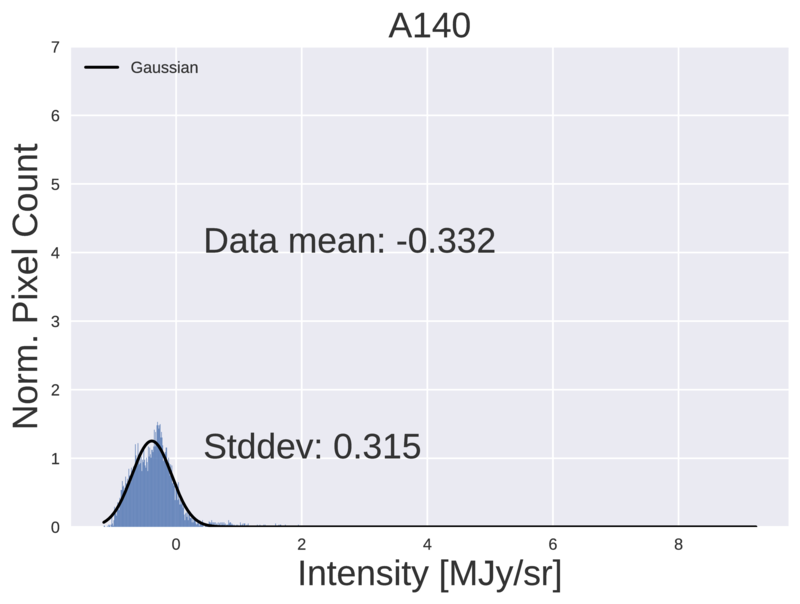 A140
7
Gaussian
6
5
Data mean: -0.332
4
3
2
Stddev: 0.315
1
0
Norm. Pixel Count
0 2 4 6 8
Intensity [MJy/sr]